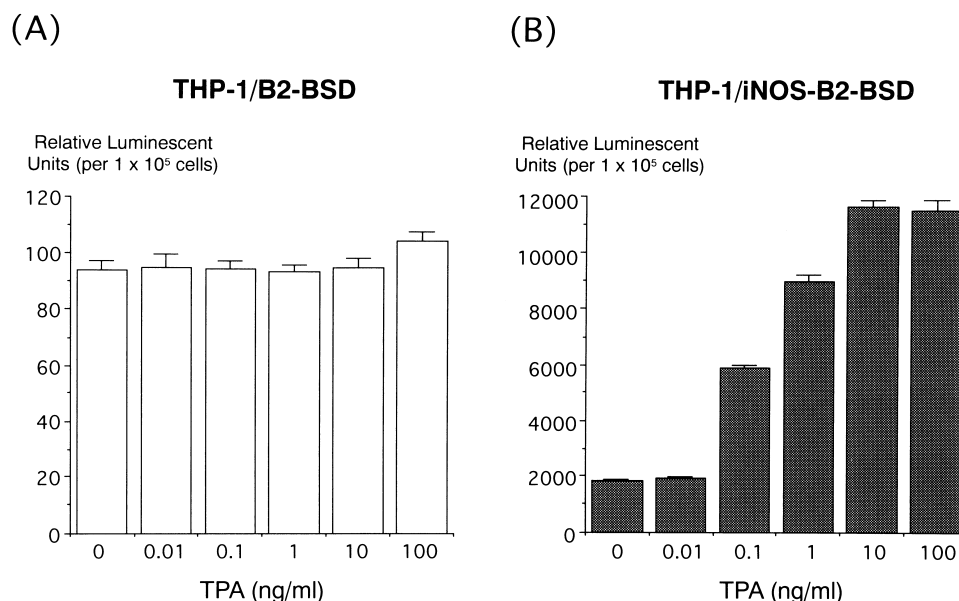 (A)
THP-1/B2-BSD
Relative Luminescent
Units (per 1 x 10⁵ cells)
120
100
80
60
40
20
0
0 0.01 0.1 1 10 100
TPA (ng/ml)
(B)
THP-1/iNOS-B2-BSD
Relative Luminescent
Units (per 1 x 10⁵ cells)
12000
10000
8000
6000
4000
2000
0
0 0.01 0.1 1 10 100
TPA (ng/ml)